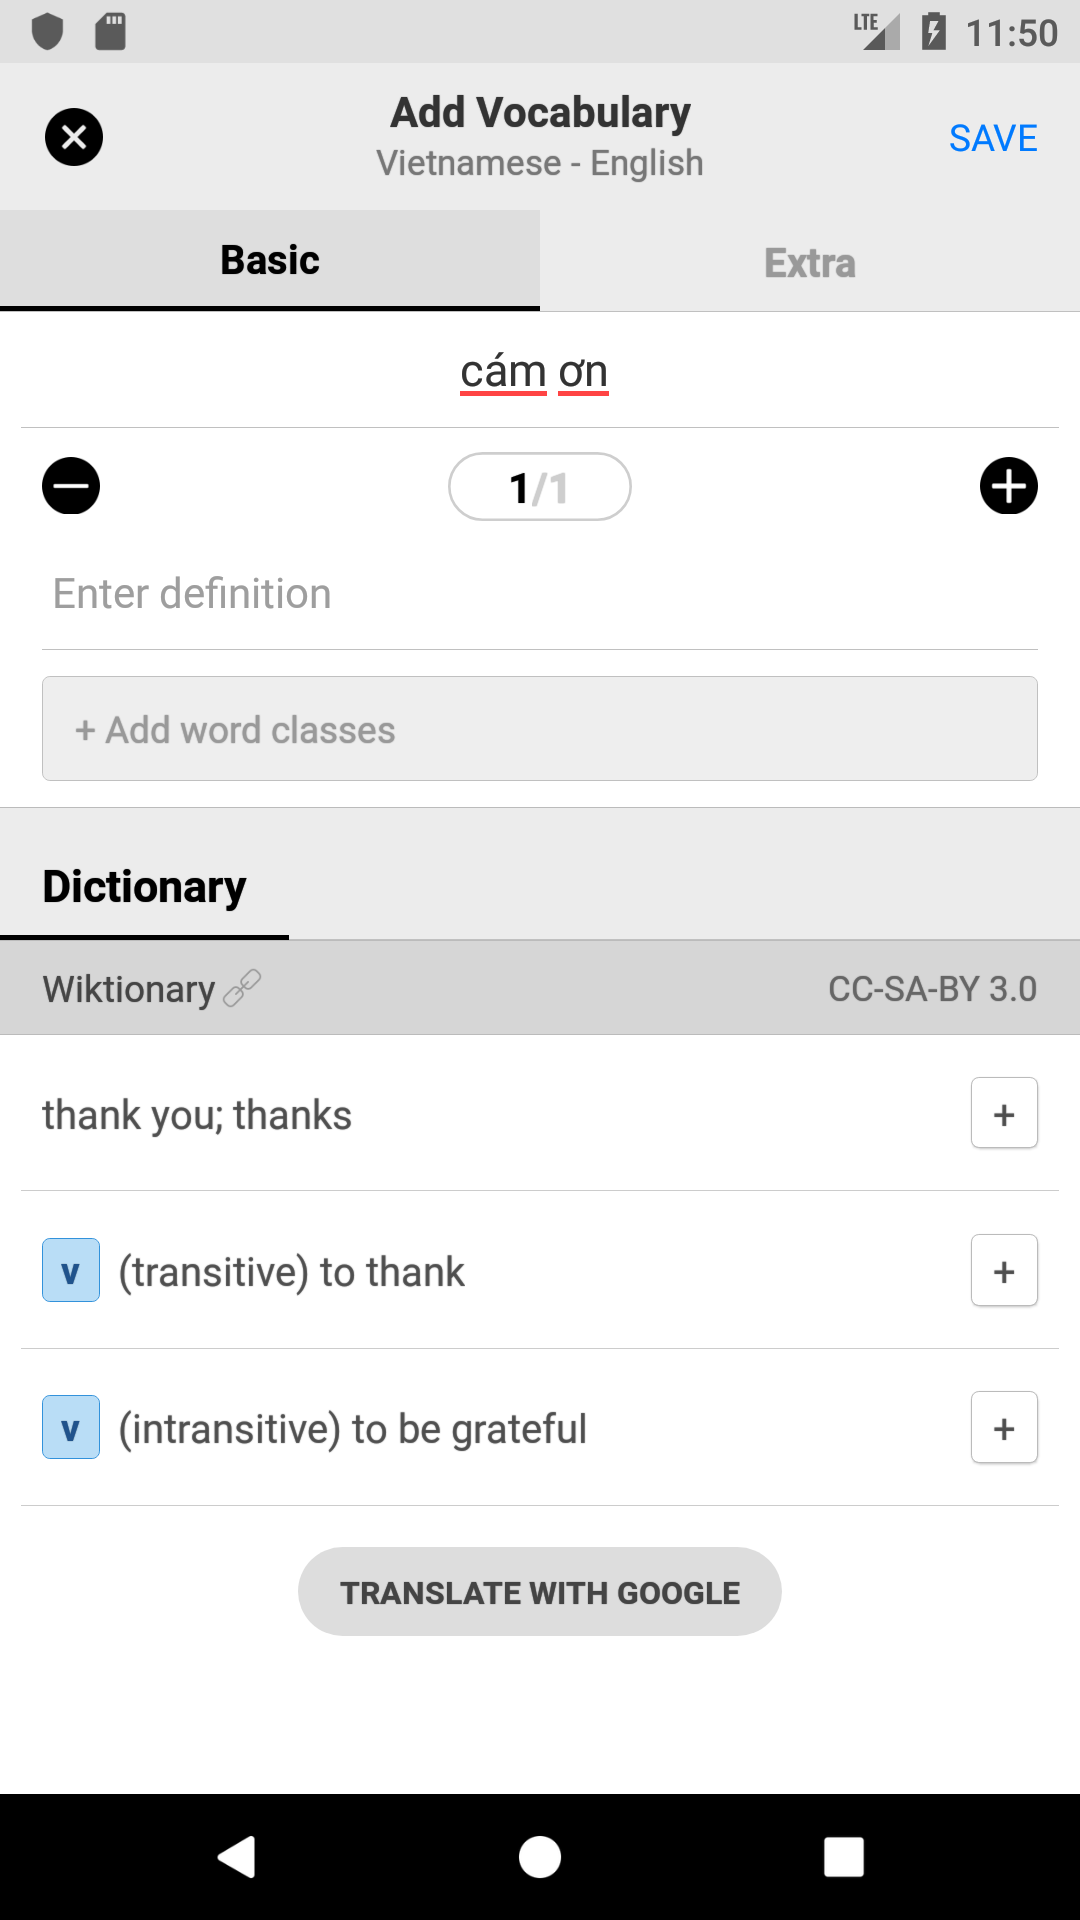 LTE 11:50
Add Vocabulary
Vietnamese - English
SAVE
Basic
Extra
cám ơn
1/1
Enter definition
+ Add word classes
Dictionary
Wiktionary
CC-SA-BY 3.0
thank you; thanks
+
v (transitive) to thank
+
v (intransitive) to be grateful
+
TRANSLATE WITH GOOGLE